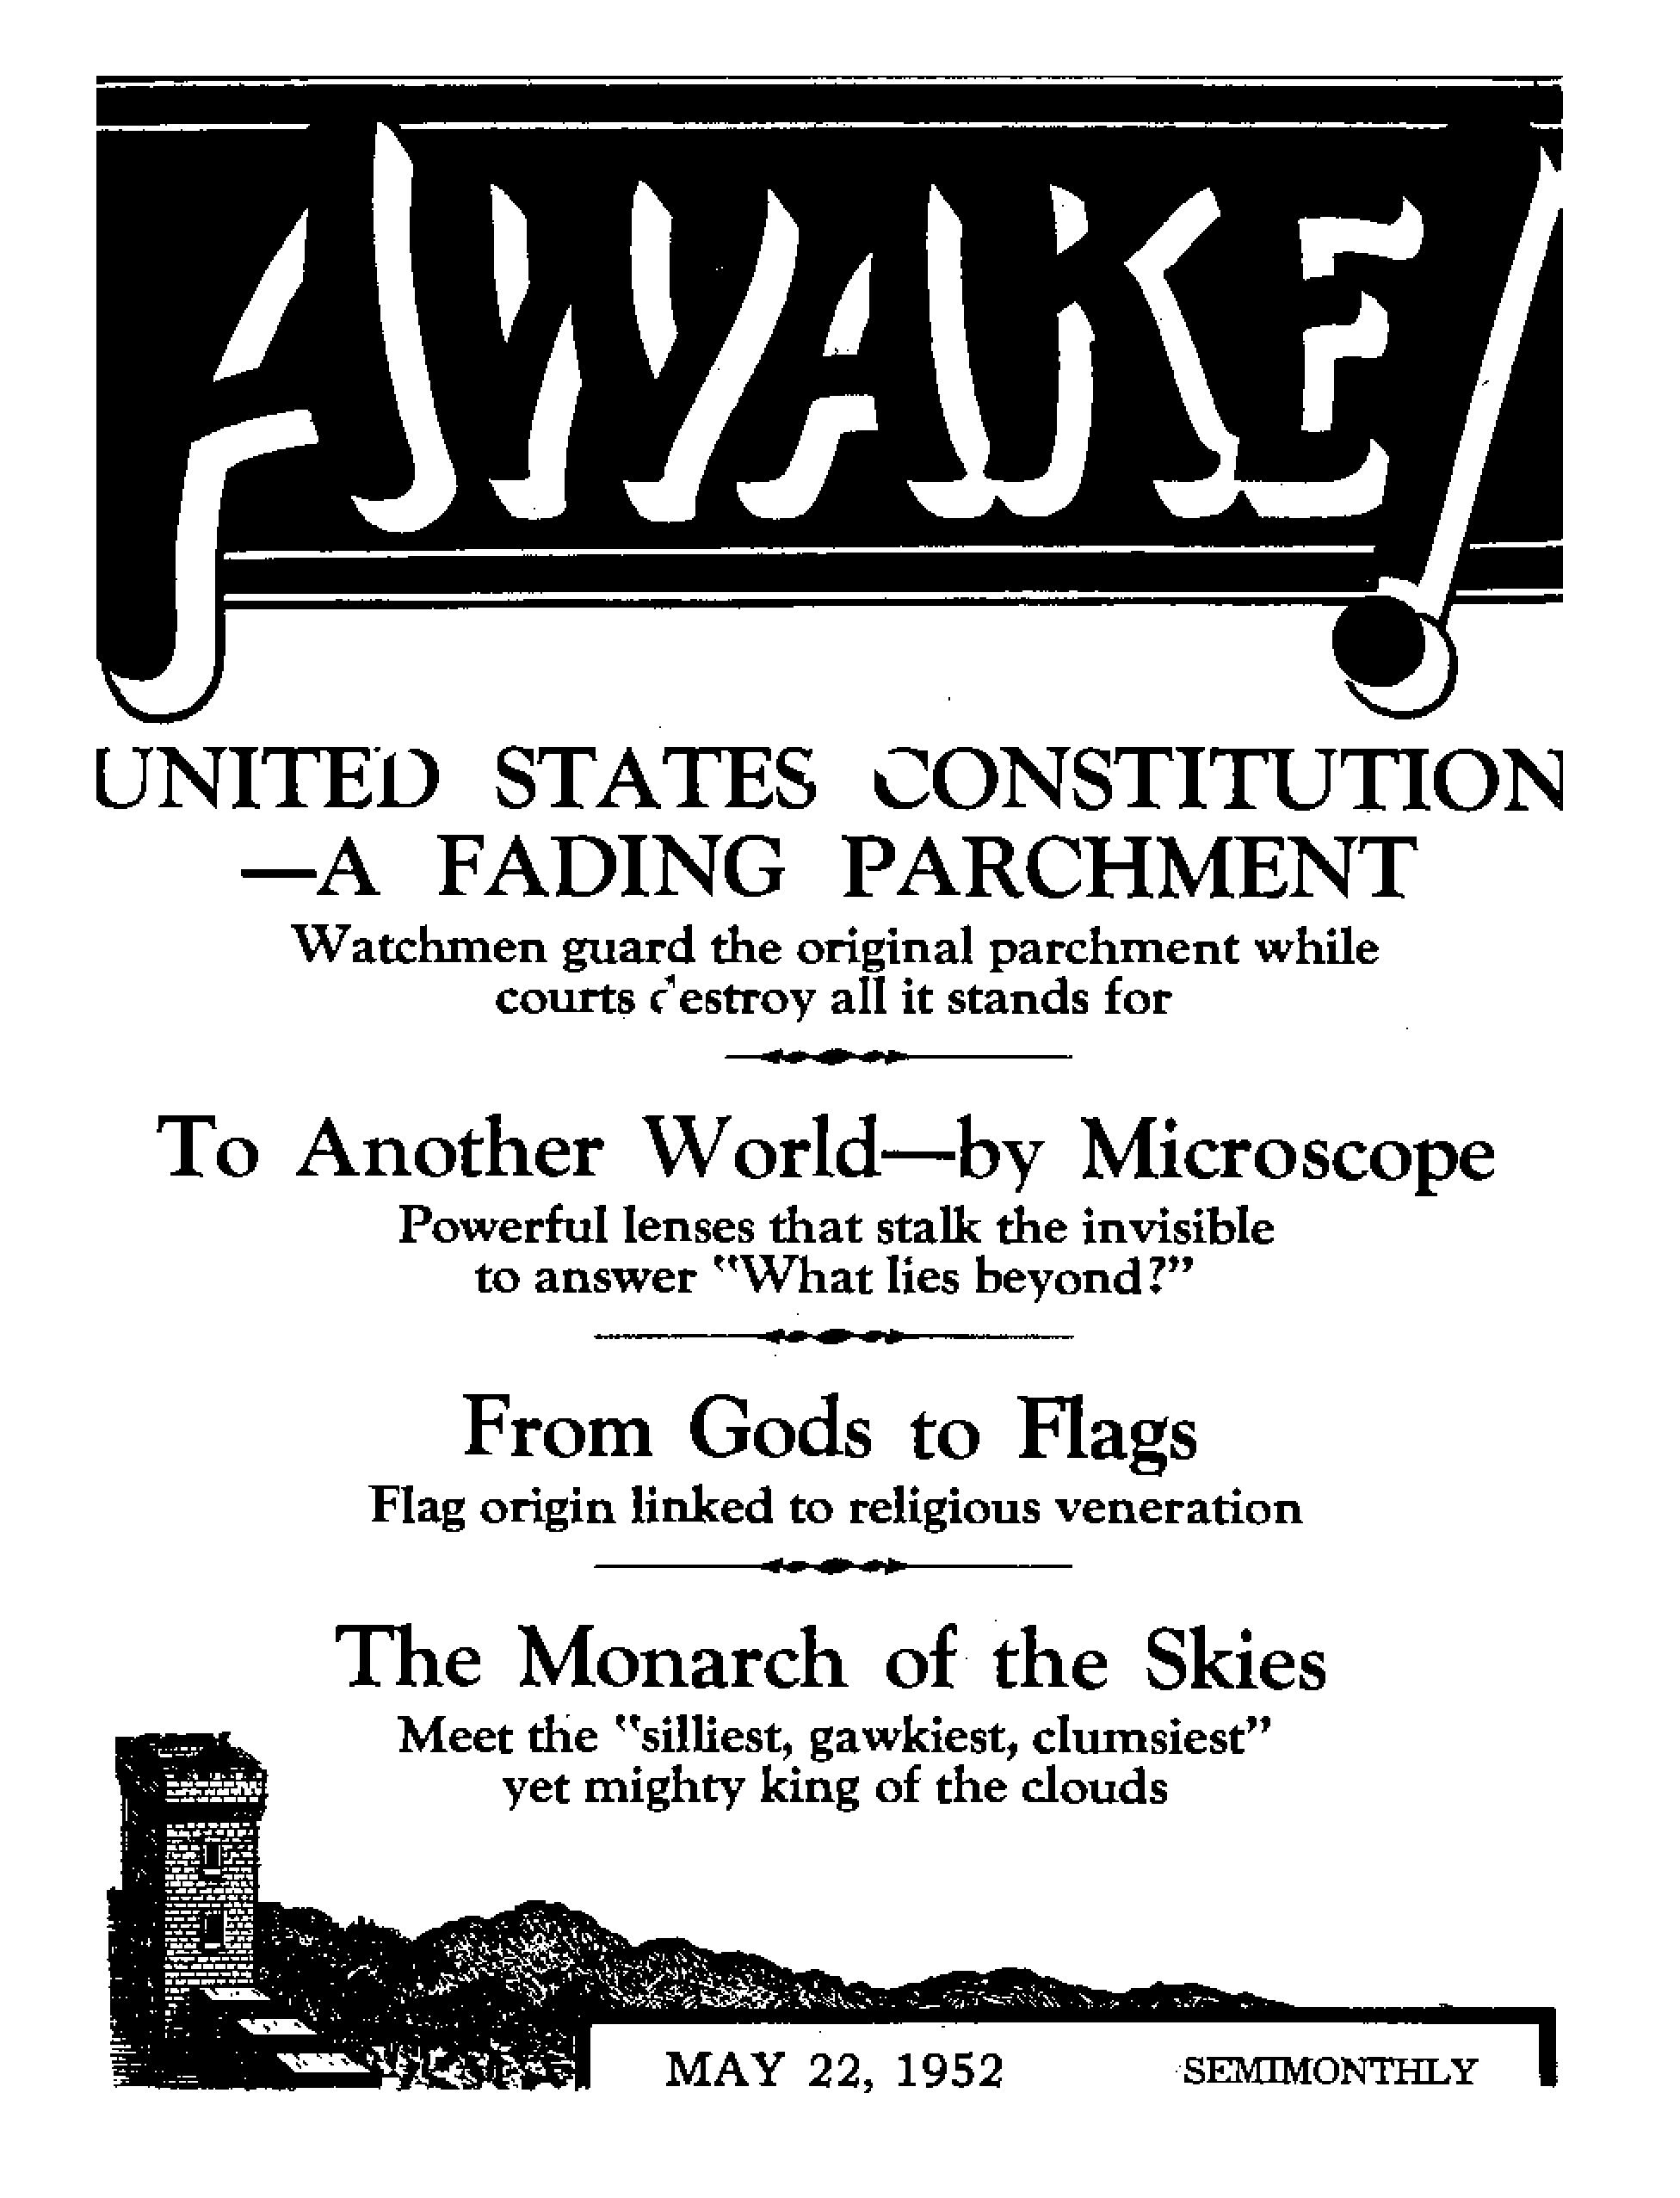 AWAKE!
UNITED STATES CONSTITUTION
—A FADING PARCHMENT
Watchmen guard the original parchment while
courts destroy all it stands for
To Another World—by Microscope
Powerful lenses that stalk the invisible
to answer "What lies beyond?"
From Gods to Flags
Flag origin linked to religious veneration
The Monarch of the Skies
Meet the "silliest, gawkiest, clumsiest"
yet mighty king of the clouds
MAY 22, 1952 SEMIMONTHLY